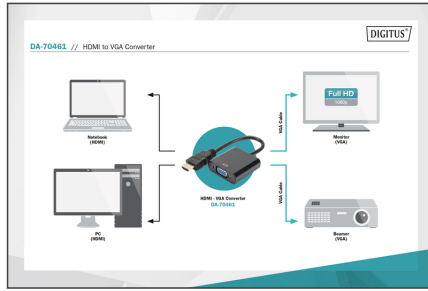 DIGITUS®
DA-70461 // HDMI to VGA Converter
Notebook
(HDMI)
VGA Cable
Full HD
1080p
Monitor
(VGA)
PC
(HDMI)
HDMI - VGA Converter
DA-70461
VGA Cable
Beamer
(VGA)